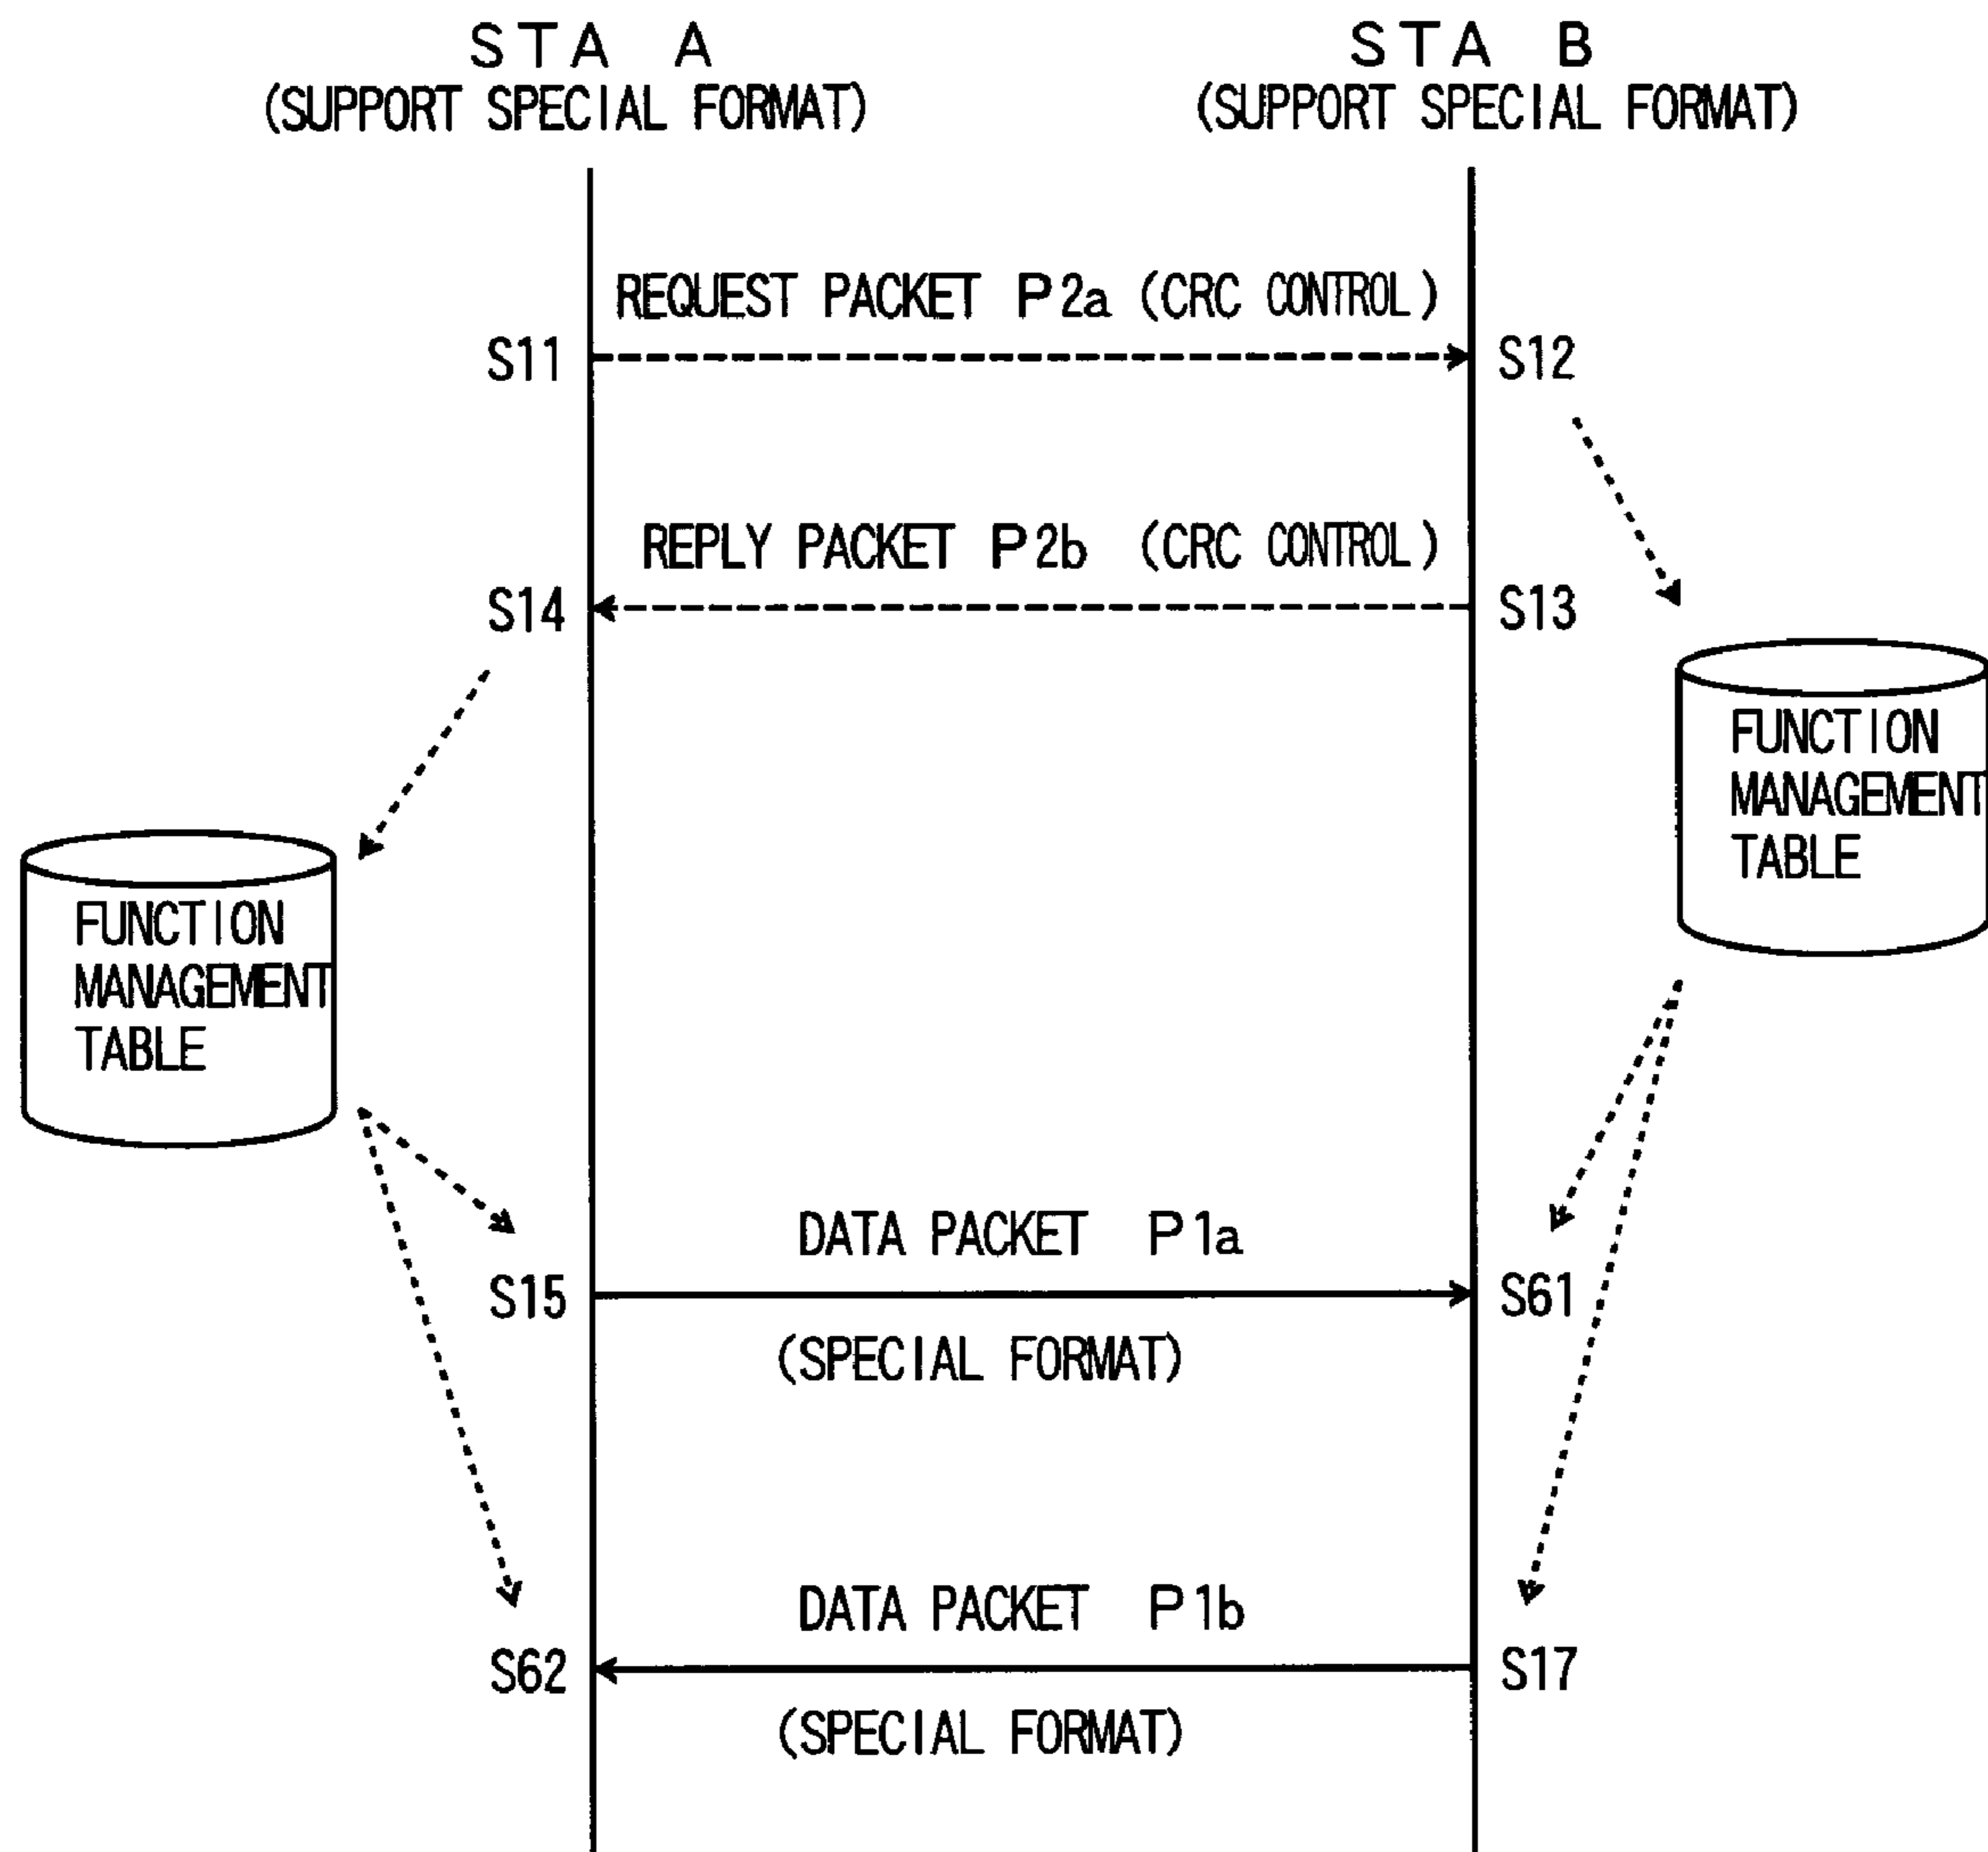 STA A
(SUPPORT SPECIAL FORMAT)
STA B
(SUPPORT SPECIAL FORMAT)
REQUEST PACKET P2a (CRC CONTROL)
S11
S12
REPLY PACKET P2b (CRC CONTROL)
S14
S13
FUNCTION
MANAGEMENT
TABLE
FUNCTION
MANAGEMENT
TABLE
DATA PACKET P1a
S15
S61
(SPECIAL FORMAT)
DATA PACKET P1b
S62
S17
(SPECIAL FORMAT)